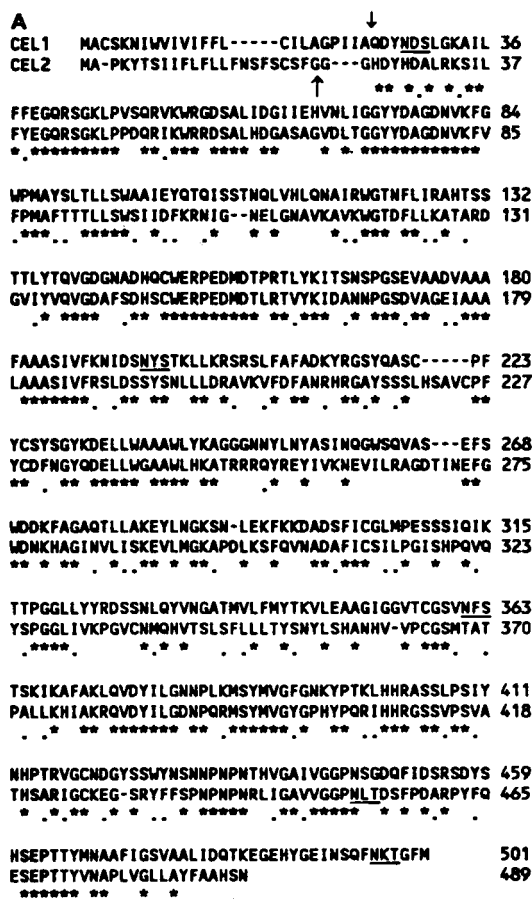 A
CEL1 MACSKNIWVIVIFFL-----CILAGPIIAQDYNDSLGKAIL 36
CEL2 MA-PKYTSIIFLFLLFNSFSCSFGG---GHDYHDALRKSIL 37
FFEGQRSGKLPVSQRVKWRGDSALIDGIIEHVNLIGGYYDAGDNVKFG 84
FYEGQRSGKLPPDQRIKWRRDSALHDGASAGVDLTGGYYDAGDNVKFV 85
WPMAYSLTLLSWAAIEYQTQISSTNQLVHLQNAIRWGTNFLIRAHTSS 132
FPMAFTTTLLSWSIIDFKRNIG--NELGNAVKAVKWGTDFLLKATARD 131
TTLYTQVGDGNADHQCWERPEDMDTPRTLYKITSNSPGSEVAADVAAA 180
GVIYVQVGDAFSDHSCWERPEDMDTLRTVYKIDANNPGSDVAGEIAAA 179
FAAASIVFKNIDSNYSTKLLKRSRSLFAFADKYRGSYQASC-----PF 223
LAAASIVFRSLDSSYSNLLLDRAVKVFDFANRHRGAYSSSLHSAVCPF 227
YCSYSGYKDELLWAAAWLYKAGGGNNYLNYASINQGWSQVAS---EFS 268
YCDFNGYQDELLWGAAWLHKATRRRQYREYIVKNEVILRAGDTINEFG 275
WDDKFAGAQTLLAKEYLNGKSN-LEKFKKDADSFICGLMPESSSIQIK 315
WDNKHAGINVLISKEVLMGKAPDLKSFQVNADAFICSILPGISHPQVQ 323
TTPGGLLYYRDSSNLQYVNGATMVLFMYTKVLEAAGIGGVTCGSVNFS 363
YSPGGLIVKPGVCNMQHVTSLSFLLLTYSNYLSHANHV-VPCGSMTAT 370
TSKIKAFAKLQVDYILGNNPLKMSYMVGFGNKYPTKLHHRASSLPSIY 411
PALLKHIAKRQVDYILGDNPQRMSYMVGYGPHYPQRIHHRGSSVPSVA 418
NHPTRVGCNDGYSSWYNSNNPNPNTHVGAIVGGPNSGDQFIDSRSDYS 459
THSARIGCKEG-SRYFFSPNPNPNRLIGAVVGGPNLTDSFPDARPYFQ 465
HSEPTTYMNAAFIGSVAALIDQTKEGEHYGEINSQFNKTGFM 501
ESEPTTYVNAPLVGLLAYFAAHSN 489